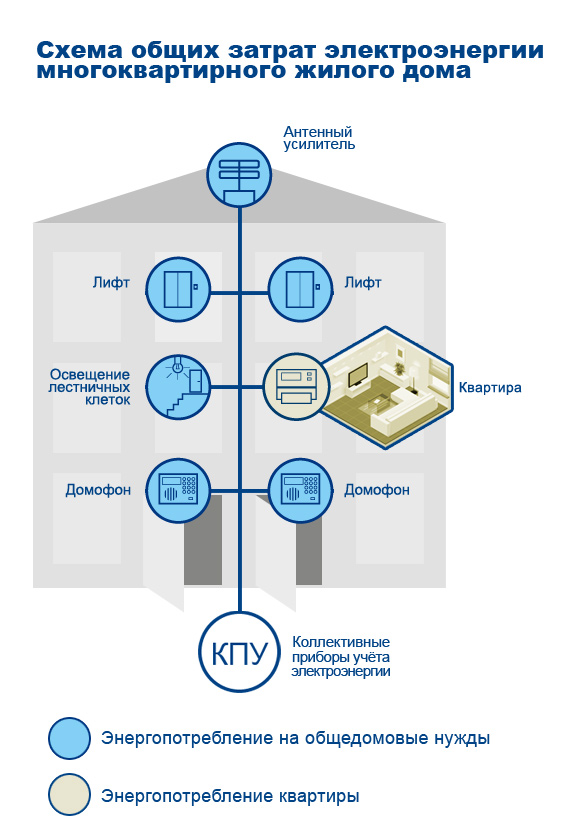 Схема общих затрат электроэнергии
многоквартирного жилого дома
Антенный
усилитель
Лифт
Лифт
Освещение
лестничных
клеток
Квартира
Домофон
Домофон
КПУ
Коллективные
приборы учёта
электроэнергии
Энергопотребление на общедомовые нужды
Энергопотребление квартиры